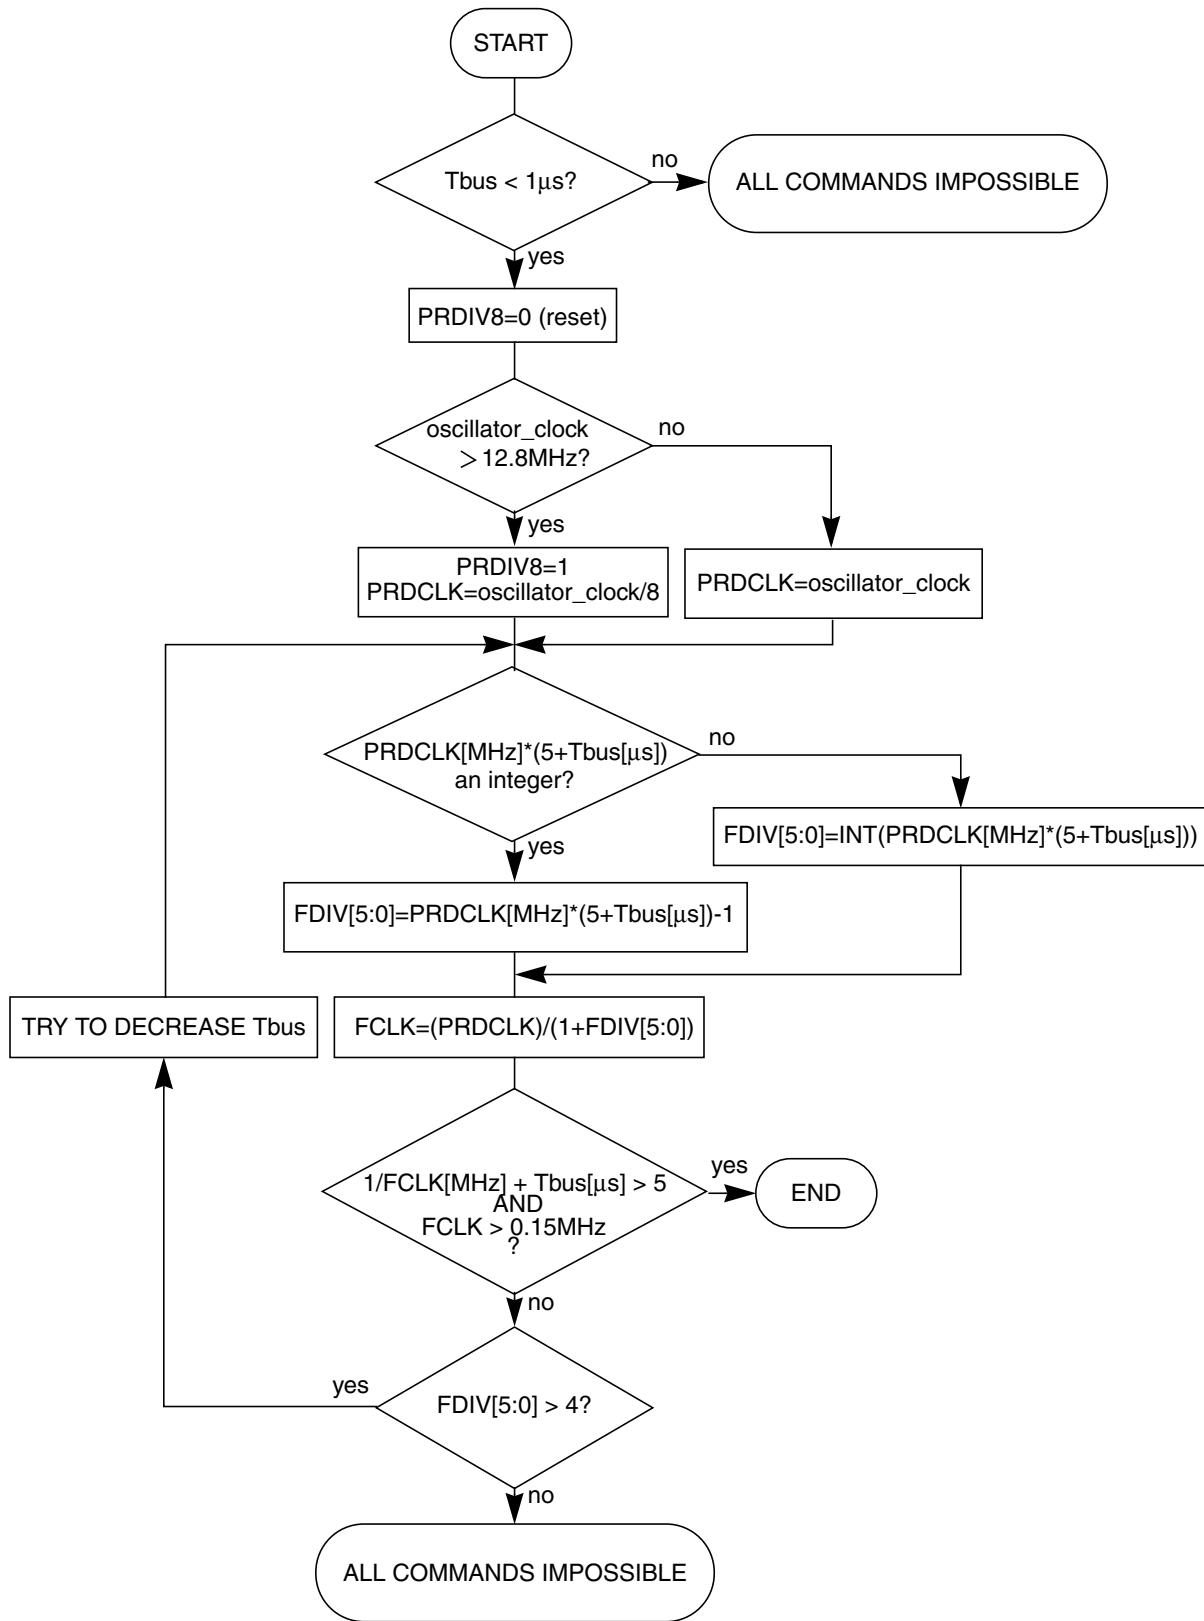 START
Tbus < 1μs?
no
ALL COMMANDS IMPOSSIBLE
yes
PRDIV8=0 (reset)
oscillator_clock
> 12.8MHz?
no
yes
PRDIV8=1
PRDCLK=oscillator_clock/8
PRDCLK=oscillator_clock
PRDCLK[MHz]*(5+Tbus[μs])
an integer?
no
yes
FDIV[5:0]=INT(PRDCLK[MHz]*(5+Tbus[μs]))
FDIV[5:0]=PRDCLK[MHz]*(5+Tbus[μs])-1
TRY TO DECREASE Tbus
FCLK=(PRDCLK)/(1+FDIV[5:0])
1/FCLK[MHz] + Tbus[μs] > 5
AND
FCLK > 0.15MHz
?
yes
END
no
yes
FDIV[5:0] > 4?
no
ALL COMMANDS IMPOSSIBLE